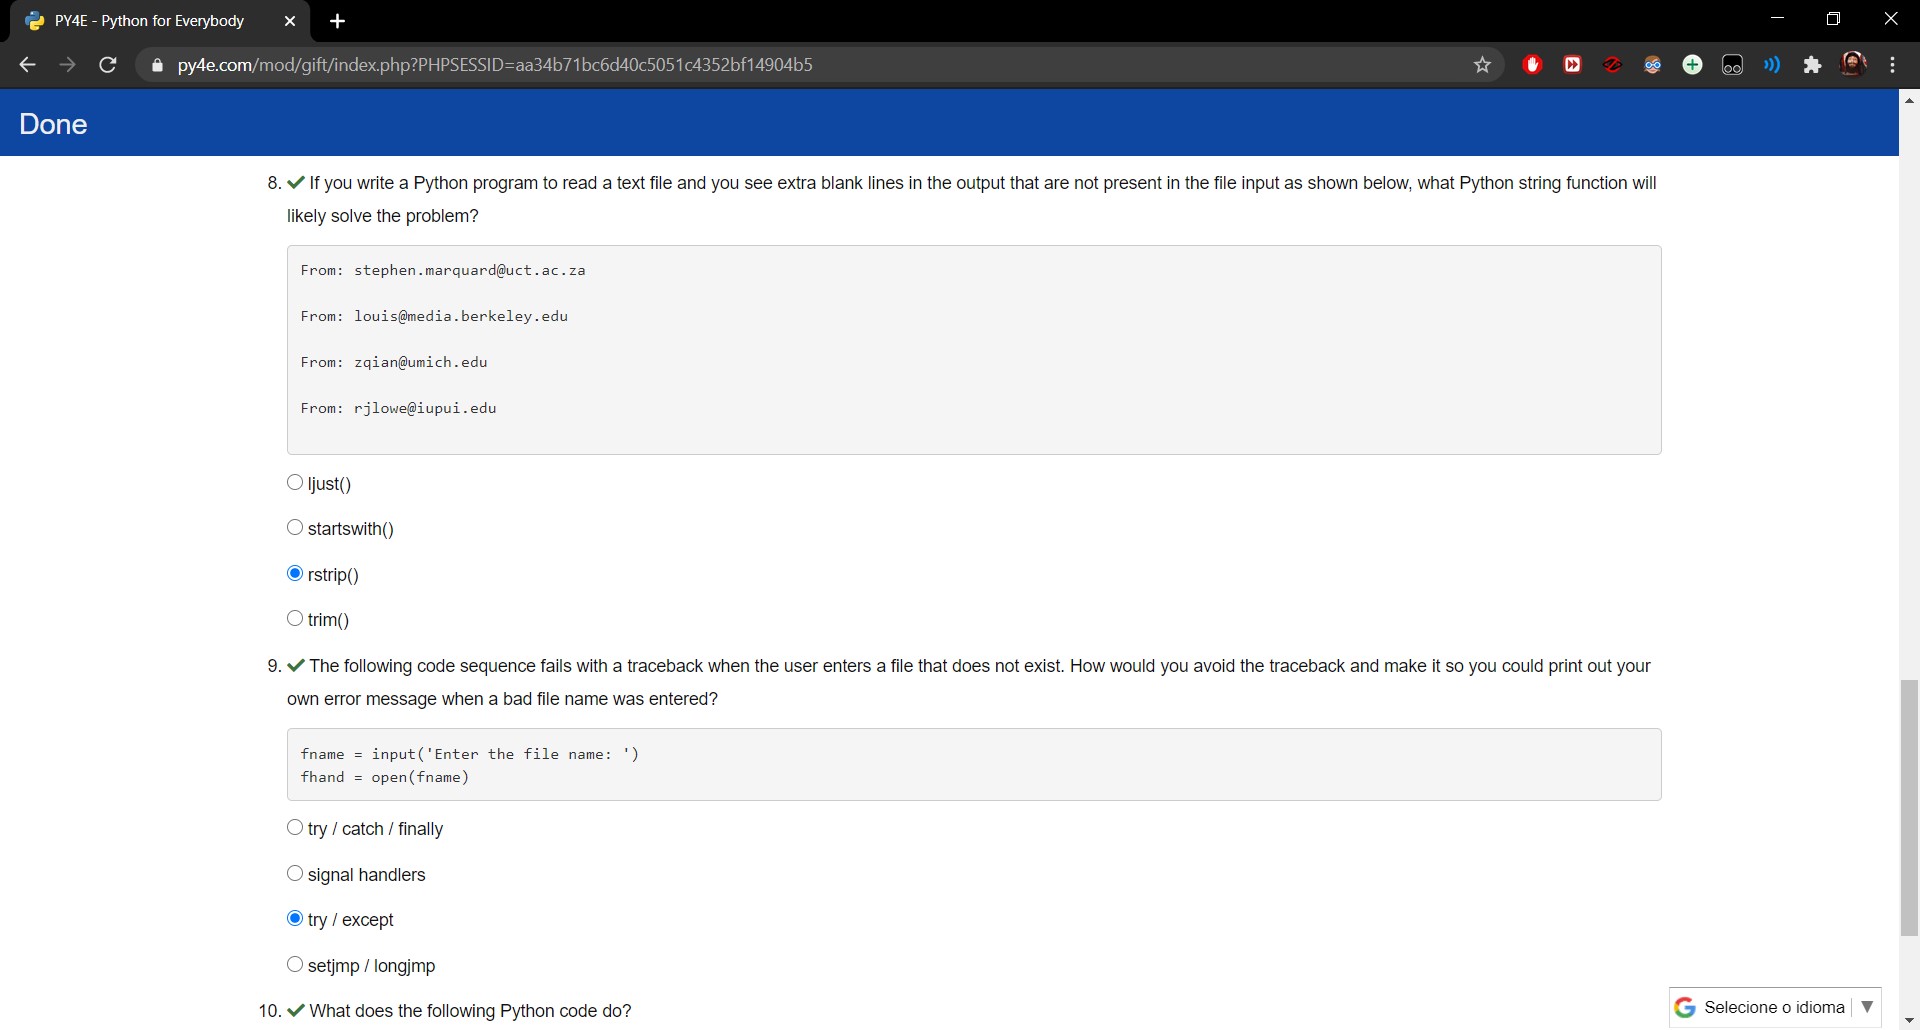 PY4E - Python for Everybody
py4e.com/mod/gift/index.php?PHPSESSID=aa34b71bc6d40c5051c4352bf14904b5
Done
8. If you write a Python program to read a text file and you see extra blank lines in the output that are not present in the file input as shown below, what Python string function will
likely solve the problem?
From: stephen.marquard@uct.ac.za
From: louis@media.berkeley.edu
From: zqian@umich.edu
From: rjlowe@iupui.edu
ljust()
startswith()
rstrip()
trim()
9. The following code sequence fails with a traceback when the user enters a file that does not exist. How would you avoid the traceback and make it so you could print out your
own error message when a bad file name was entered?
fname = input('Enter the file name: ')
fhand = open(fname)
try / catch / finally
signal handlers
try / except
setjmp / longjmp
10. What does the following Python code do?
Selecione o idioma